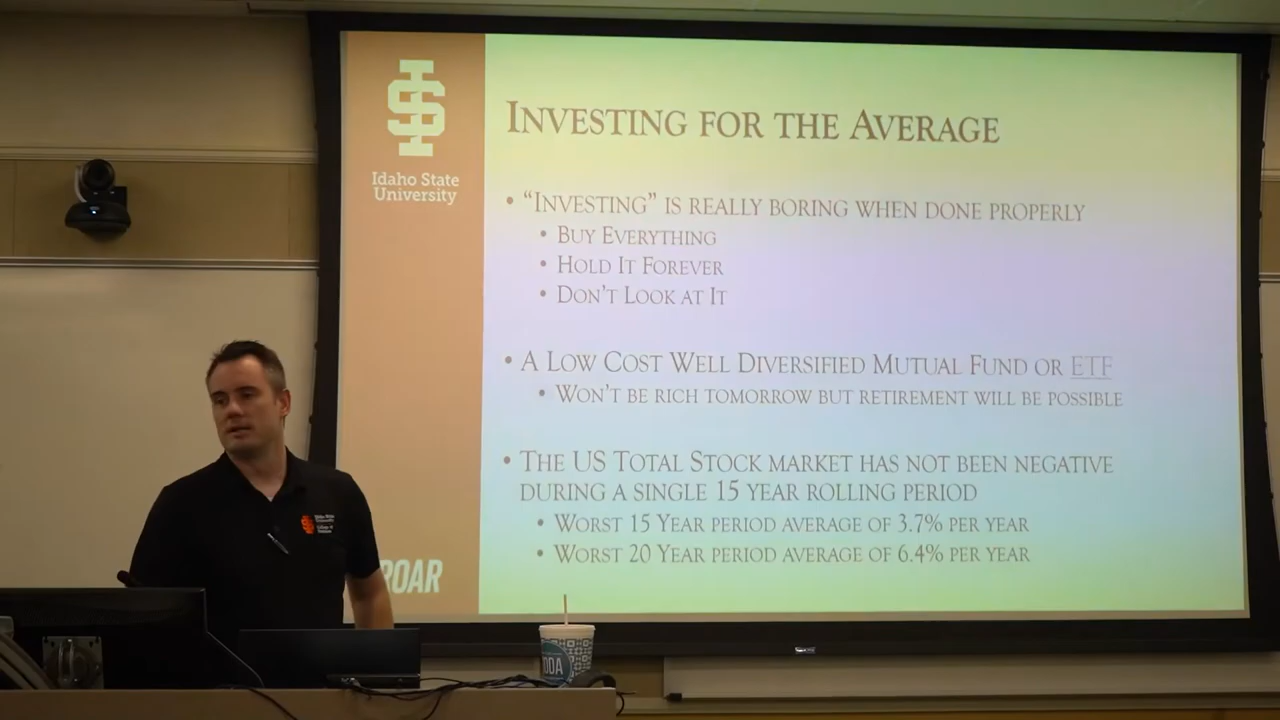 Idaho State
University
INVESTING FOR THE AVERAGE
• "INVESTING" IS REALLY BORING WHEN DONE PROPERLY
• BUY EVERYTHING
• HOLD IT FOREVER
• DON'T LOOK AT IT
• A LOW COST WELL DIVERSIFIED MUTUAL FUND OR ETF
• WON'T BE RICH TOMORROW BUT RETIREMENT WILL BE POSSIBLE
• THE US TOTAL STOCK MARKET HAS NOT BEEN NEGATIVE
DURING A SINGLE 15 YEAR ROLLING PERIOD
• WORST 15 YEAR PERIOD AVERAGE OF 3.7% PER YEAR
• WORST 20 YEAR PERIOD AVERAGE OF 6.4% PER YEAR
ROAR
Idaho State
University